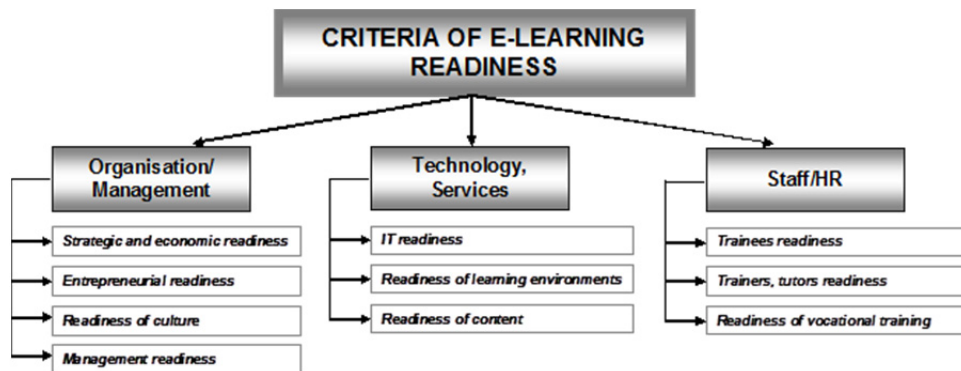 CRITERIA OF E-LEARNING
READINESS
Organisation/
Management
Strategic and economic readiness
Entrepreneurial readiness
Readiness of culture
Management readiness
Technology,
Services
IT readiness
Readiness of learning environments
Readiness of content
Staff/HR
Trainees readiness
Trainers, tutors readiness
Readiness of vocational training